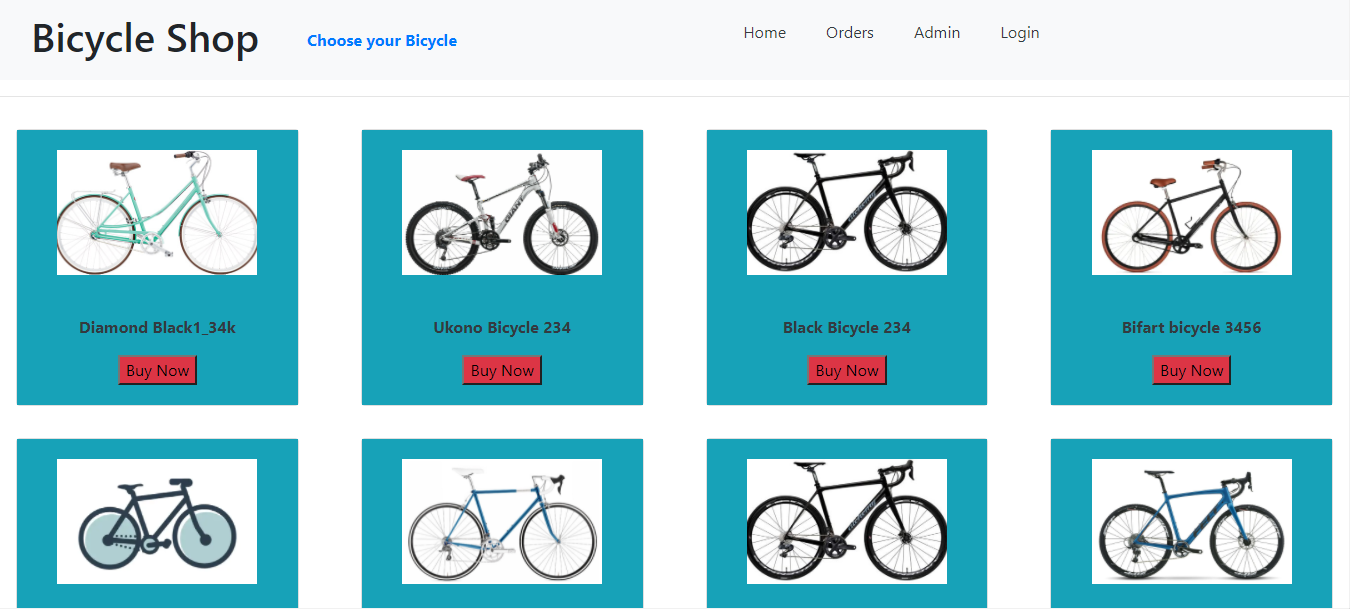 Bicycle Shop
Choose your Bicycle
Home Orders Admin Login
GIANT
Diamond Black1_34k Ukono Bicycle 234 Black Bicycle 234 Bifart bicycle 3456
Buy Now Buy Now Buy Now Buy Now